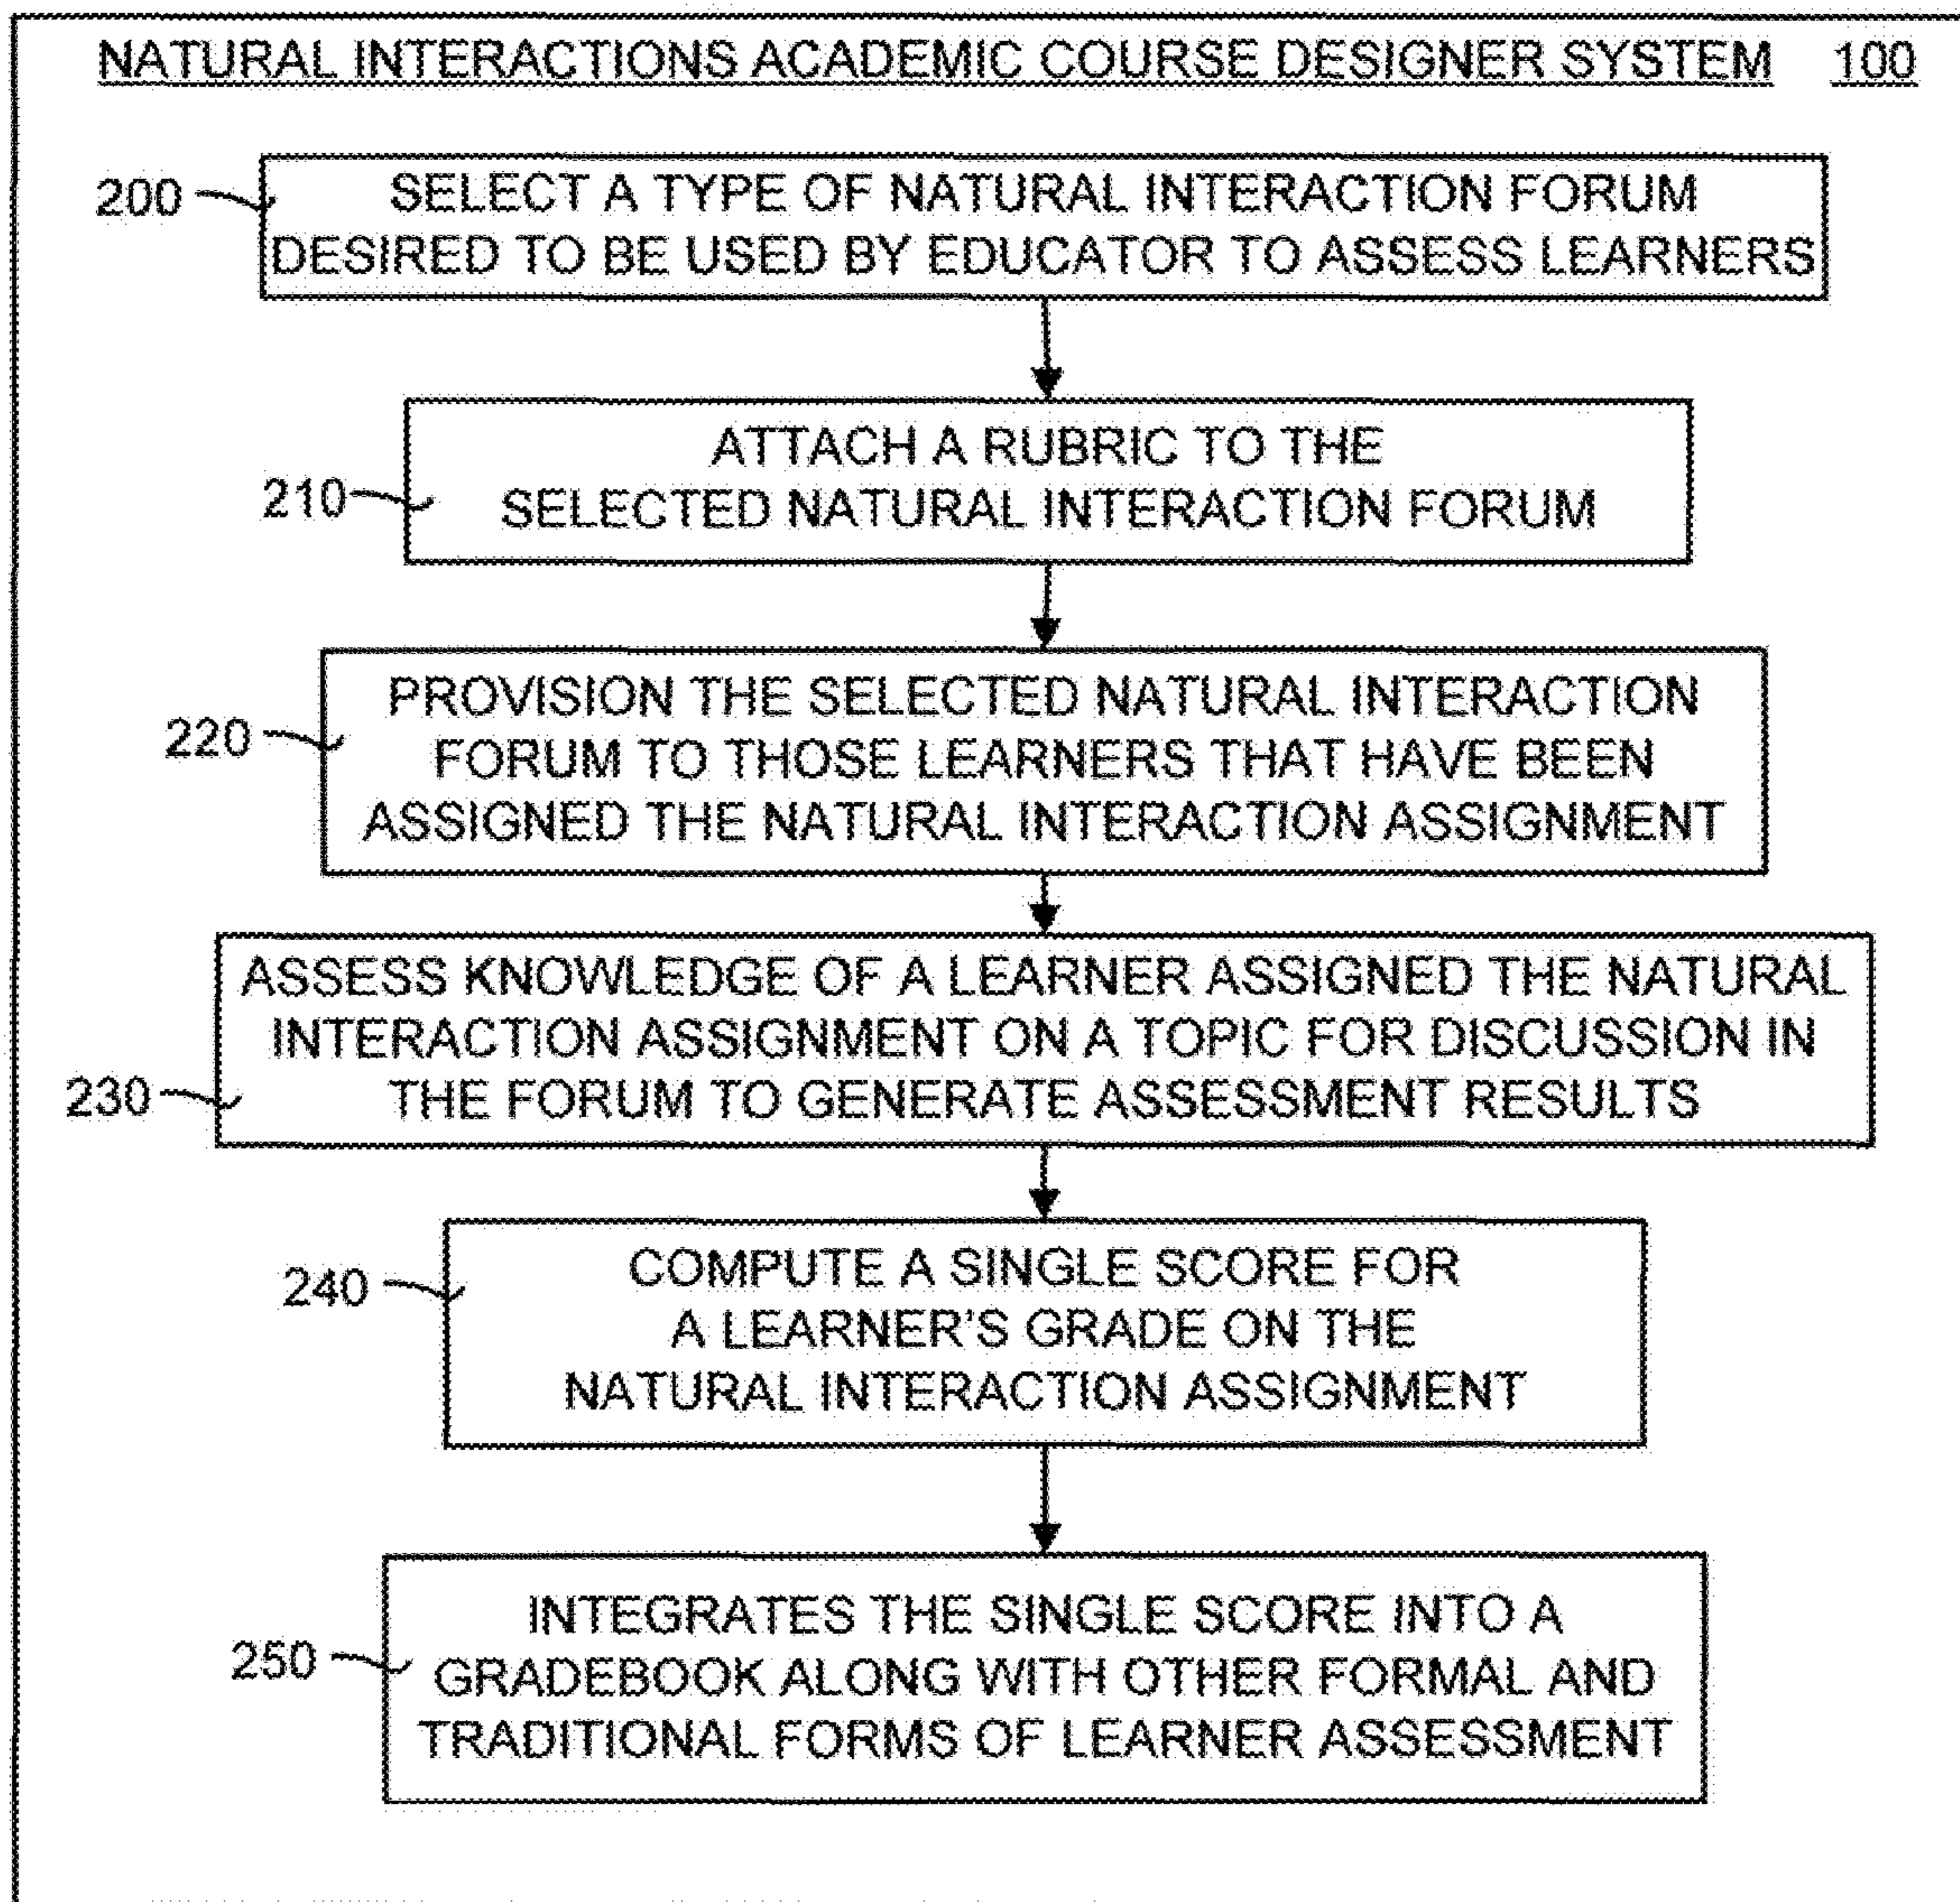 NATURAL INTERACTIONS ACADEMIC COURSE DESIGNER SYSTEM 100
200
SELECT A TYPE OF NATURAL INTERACTION FORUM
DESIRED TO BE USED BY EDUCATOR TO ASSESS LEARNERS
ATTACH A RUBRIC TO THE
210
SELECTED NATURAL INTERACTION FORUM
PROVISION THE SELECTED NATURAL INTERACTION
220
FORUM TO THOSE LEARNERS THAT HAVE BEEN
ASSIGNED THE NATURAL INTERACTION ASSIGNMENT
ASSESS KNOWLEDGE OF A LEARNER ASSIGNED THE NATURAL
INTERACTION ASSIGNMENT ON A TOPIC FOR DISCUSSION IN
230
THE FORUM TO GENERATE ASSESSMENT RESULTS
240
COMPUTE A SINGLE SCORE FOR
A LEARNER'S GRADE ON THE
NATURAL INTERACTION ASSIGNMENT
INTEGRATES THE SINGLE SCORE INTO A
250
GRADEBOOK ALONG WITH OTHER FORMAL AND
TRADITIONAL FORMS OF LEARNER ASSESSMENT